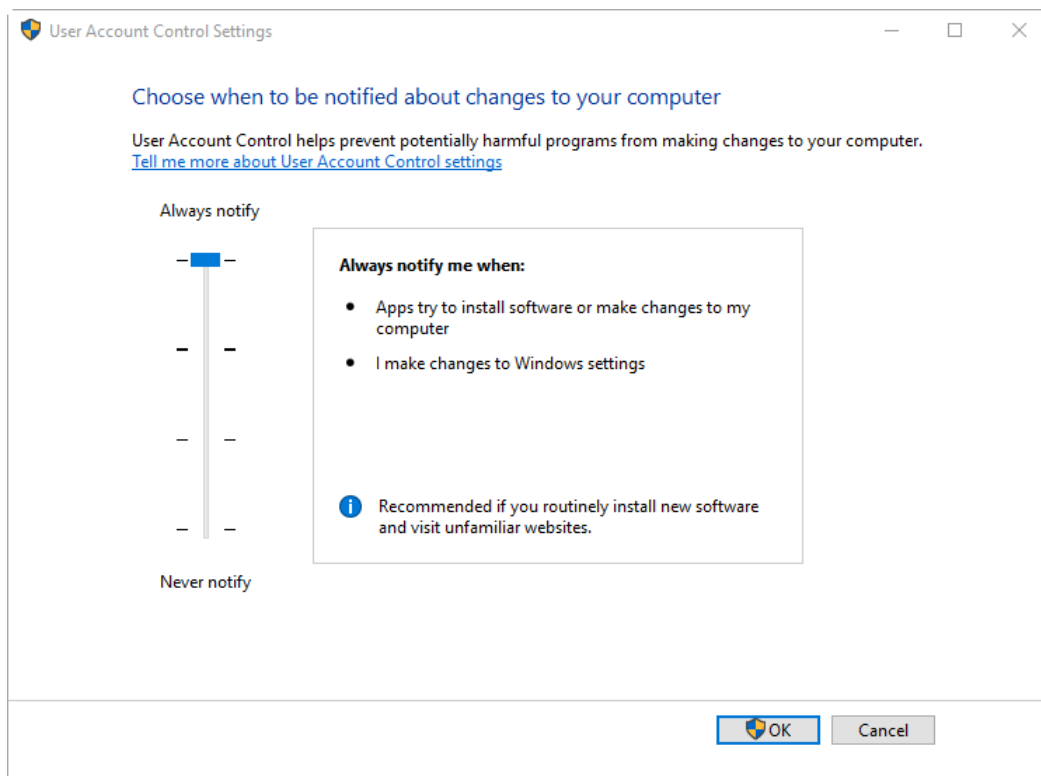 User Account Control Settings
Choose when to be notified about changes to your computer
User Account Control helps prevent potentially harmful programs from making changes to your computer.
Tell me more about User Account Control settings
Always notify
Always notify me when:
Apps try to install software or make changes to my
computer
I make changes to Windows settings
Recommended if you routinely install new software
and visit unfamiliar websites.
Never notify
OK
Cancel